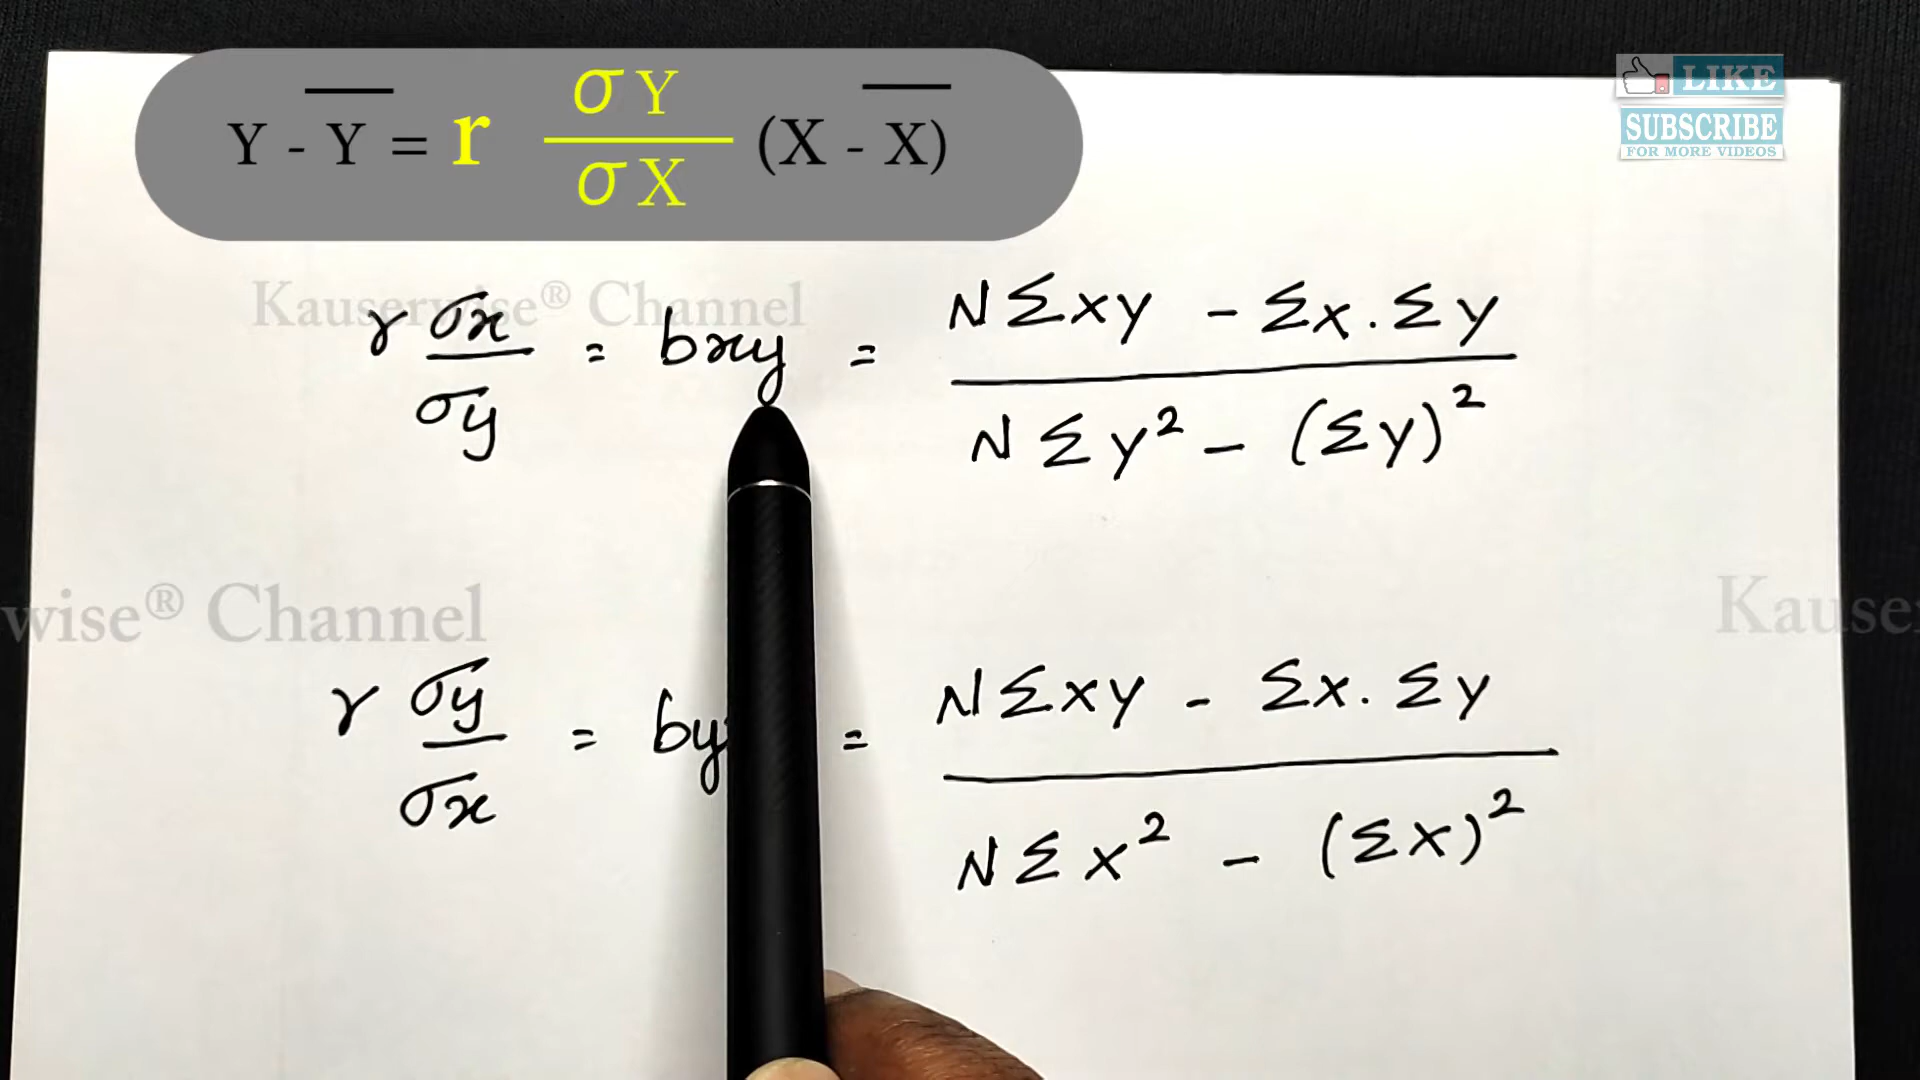 Y - Y̅ = r σY/σX (X - X̅)
LIKE
SUBSCRIBE
FOR MORE VIDEOS
Kauserwise® Channel
r σx/σy = bxy = NΣxy - Σx.Σy / NΣy² - (Σy)²
wise® Channel
Kauser
r σy/σx = by = NΣxy - Σx.Σy / NΣx² - (Σx)²